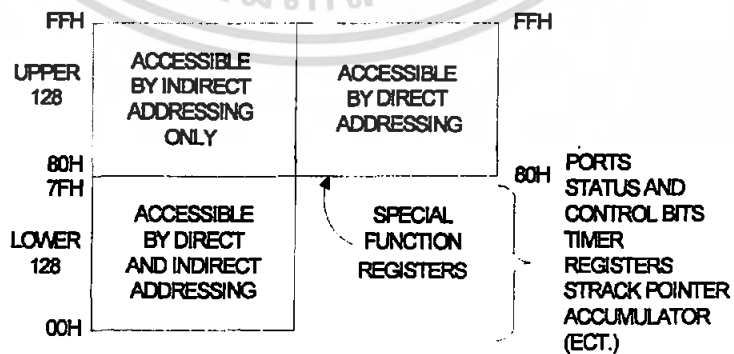 FFH
FFH
UPPER
128
ACCESSIBLE
BY INDIRECT
ADDRESSING
ONLY
ACCESSIBLE
BY DIRECT
ADDRESSING
80H
7FH
80H
LOWER
128
ACCESSIBLE
BY DIRECT
AND INDIRECT
ADDRESSING
00H
SPECIAL
FUNCTION
REGISTERS
PORTS
STATUS AND
CONTROL BITS
TIMER
REGISTERS
STRACK POINTER
ACCUMULATOR
(ECT.)